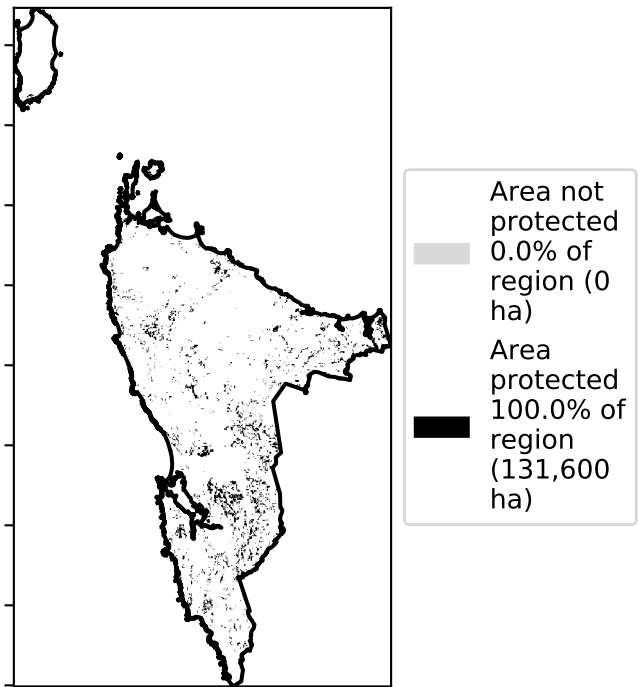 Area not
protected
0.0% of
region (0
ha)
Area
protected
100.0% of
region
(131,600
ha)